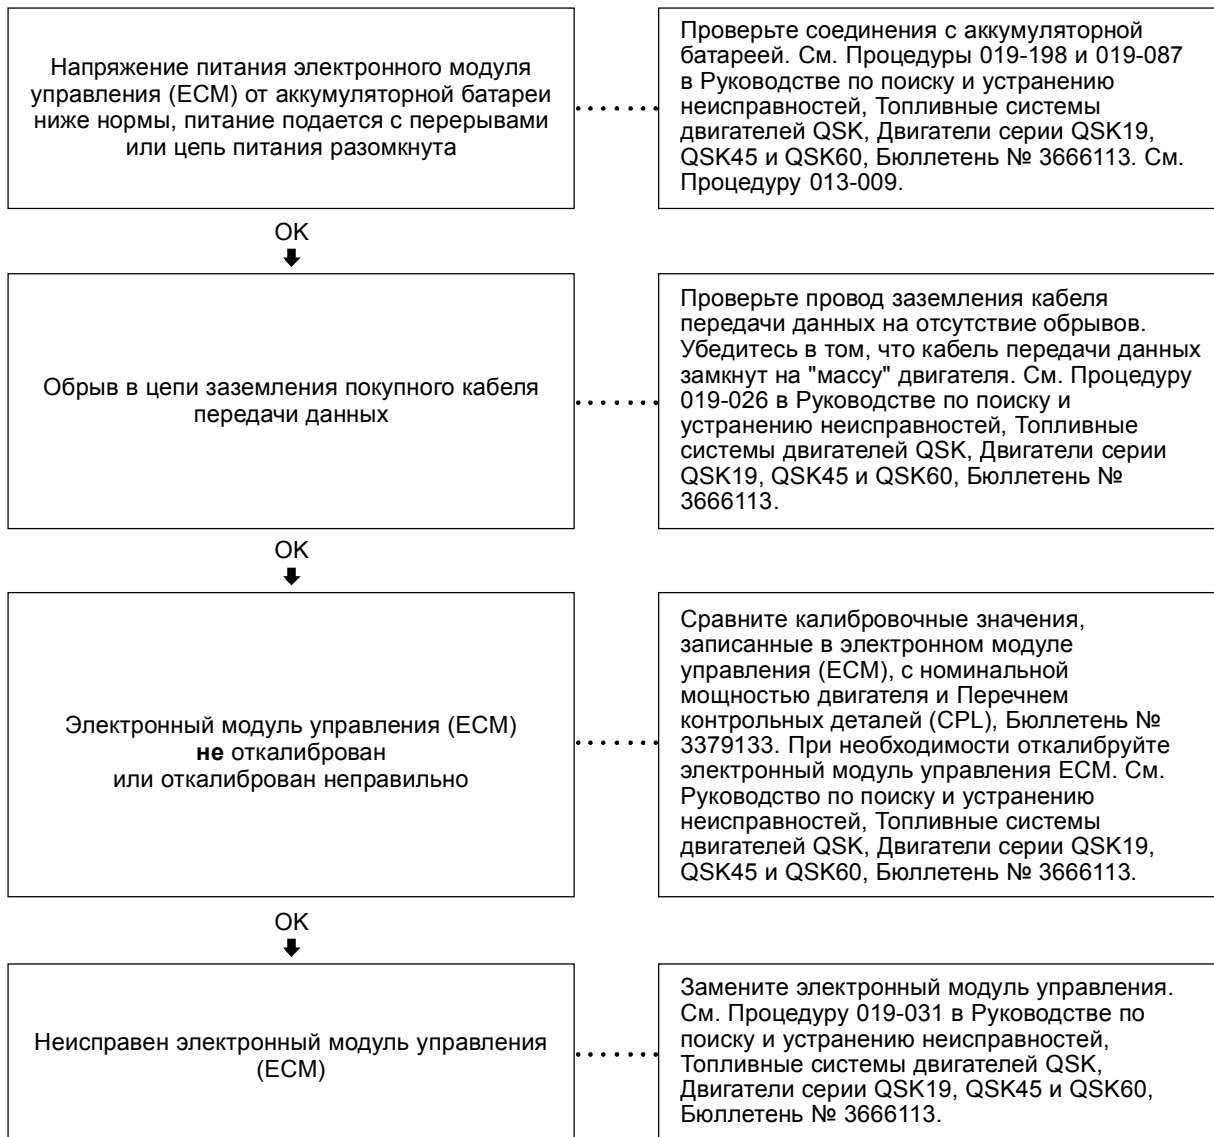 Напряжение питания электронного модуля
управления (ECM) от аккумуляторной батареи
ниже нормы, питание подается с перерывами
или цепь питания разомкнута
Проверьте соединения с аккумуляторной
батареей. См. Процедуры 019-198 и 019-087
в Руководстве по поиску и устранению
неисправностей, Топливные системы
двигателей QSK, Двигатели серии QSK19,
QSK45 и QSK60, Бюллетень № 3666113. См.
Процедуру 013-009.
OK
Обрыв в цепи заземления покупного кабеля
передачи данных
Проверьте провод заземления кабеля
передачи данных на отсутствие обрывов.
Убедитесь в том, что кабель передачи данных
замкнут на "массу" двигателя. См. Процедуру
019-026 в Руководстве по поиску и
устранению неисправностей, Топливные
системы двигателей QSK, Двигатели серии
QSK19, QSK45 и QSK60, Бюллетень №
3666113.
OK
Электронный модуль управления (ECM)
не откалиброван
или откалиброван неправильно
Сравните калибровочные значения,
записанные в электронном модуле
управления (ECM), с номинальной
мощностью двигателя и Перечнем
контрольных деталей (CPL), Бюллетень №
3379133. При необходимости откалибруйте
электронный модуль управления ECM. См.
Руководство по поиску и устранению
неисправностей, Топливные системы
двигателей QSK, Двигатели серии QSK19,
QSK45 и QSK60, Бюллетень № 3666113.
OK
Неисправен электронный модуль управления
(ECM)
Замените электронный модуль управления.
См. Процедуру 019-031 в Руководстве по
поиску и устранению неисправностей,
Топливные системы двигателей QSK,
Двигатели серии QSK19, QSK45 и QSK60,
Бюллетень № 3666113.